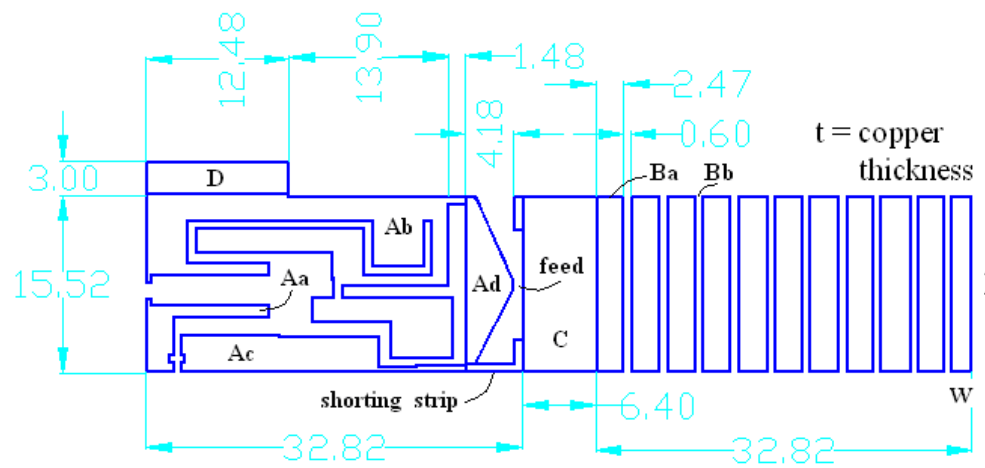 12.48
13.90
1.48
2.47
4.18
0.60
t = copper
thickness
3.00
D
Ba
Bb
Ab
15.52
Aa
Ad
feed
Ac
C
shorting strip
6.40
w
32.82
32.82